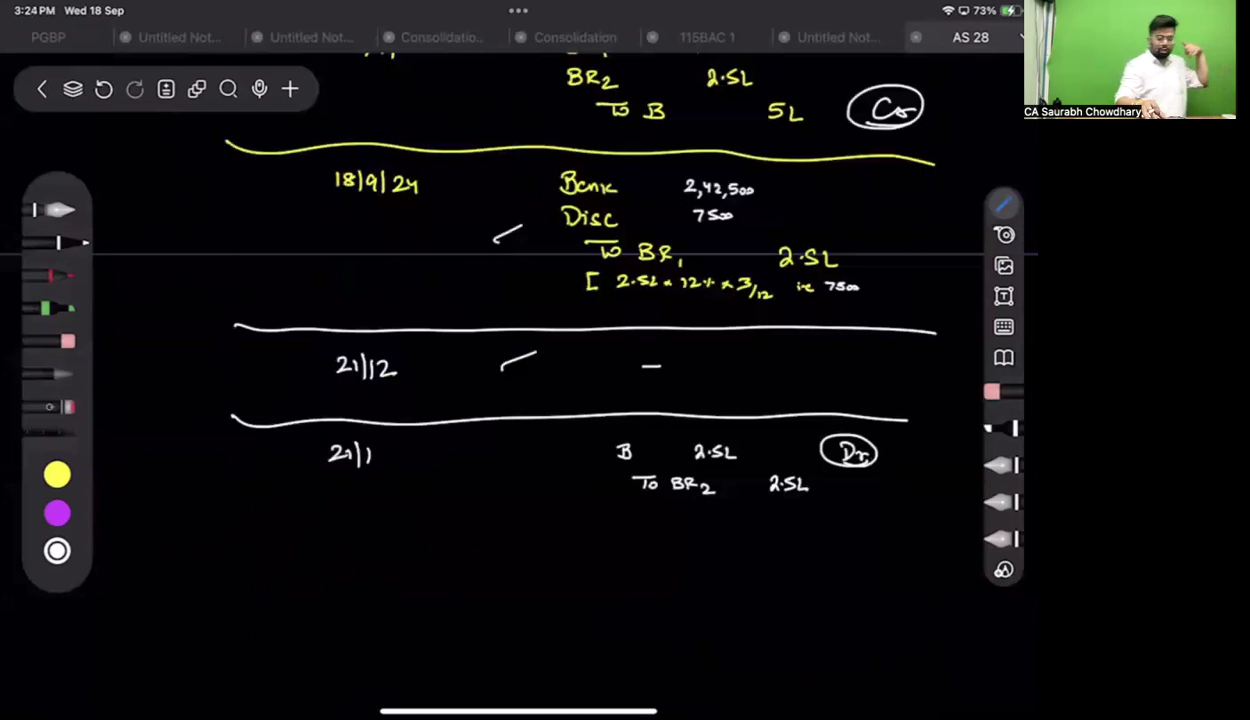 3:24 PM Wed 18 Sep
73%
PGBP
Untitled Not...
Untitled Not...
Consolidatio...
Consolidation
115BAC 1
Untitled Not...
AS 28
CA Saurabh Chowdhary
BR2 2.5L
To B 5L Cr
18/9/24 Bank 2,42,500
Disc 7500
To BR1 2.5L
[ 2.5L x 12% x 3/12 ie 7500
21/12 —
21/1 B 2.5L Dr
To BR2 2.5L